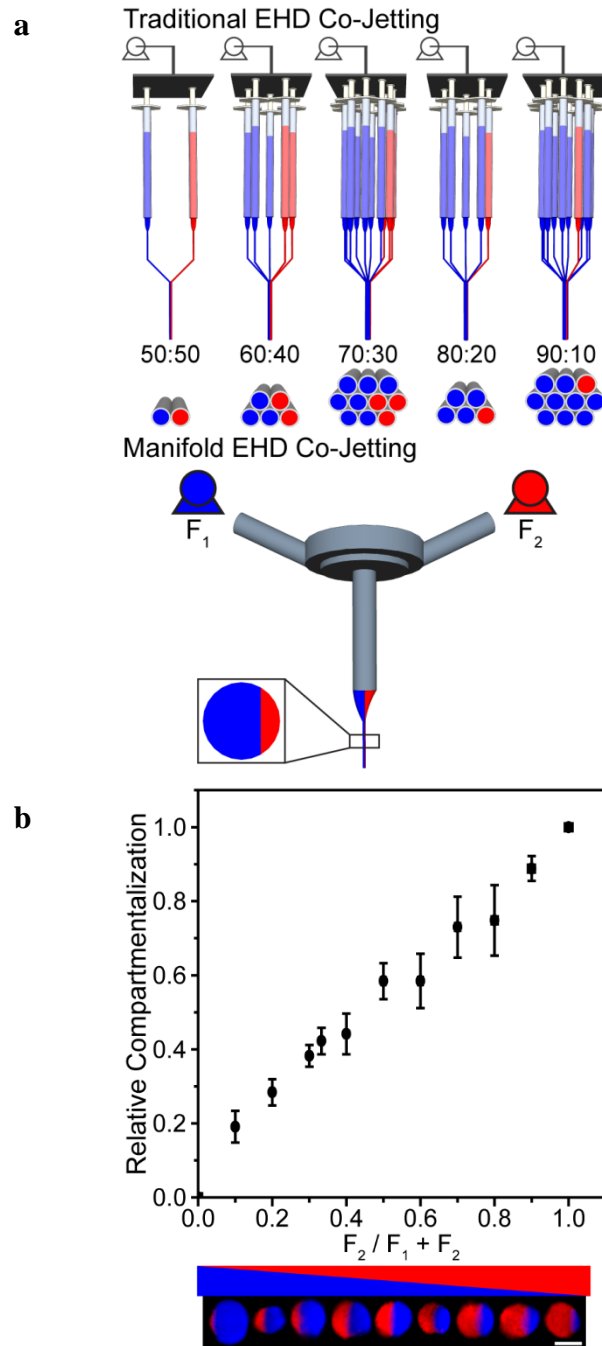 a
Traditional EHD Co-Jetting
50:50 60:40 70:30 80:20 90:10
Manifold EHD Co-Jetting
F1 F2
b
Relative Compartmentalization
1.0
0.8
0.6
0.4
0.2
0.0
0.0 0.2 0.4 0.6 0.8 1.0
F2 / F1 + F2